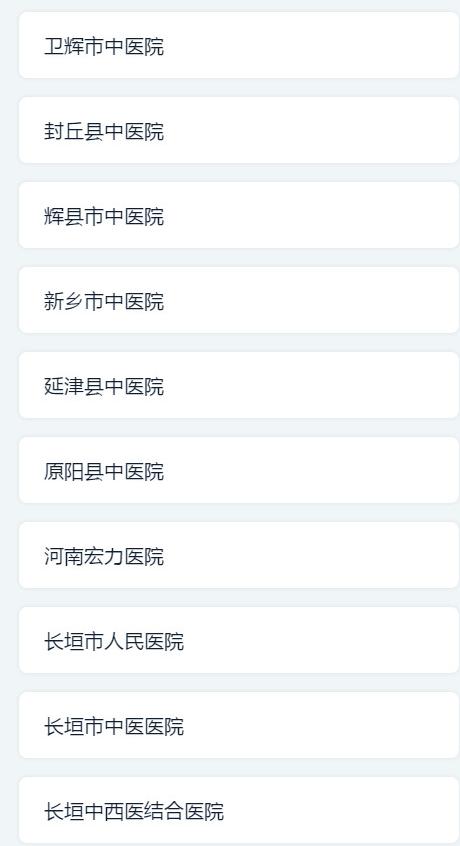 卫辉市中医院
封丘县中医院
辉县市中医院
新乡市中医院
延津县中医院
原阳县中医院
河南宏力医院
长垣市人民医院
长垣市中医医院
长垣中西医结合医院